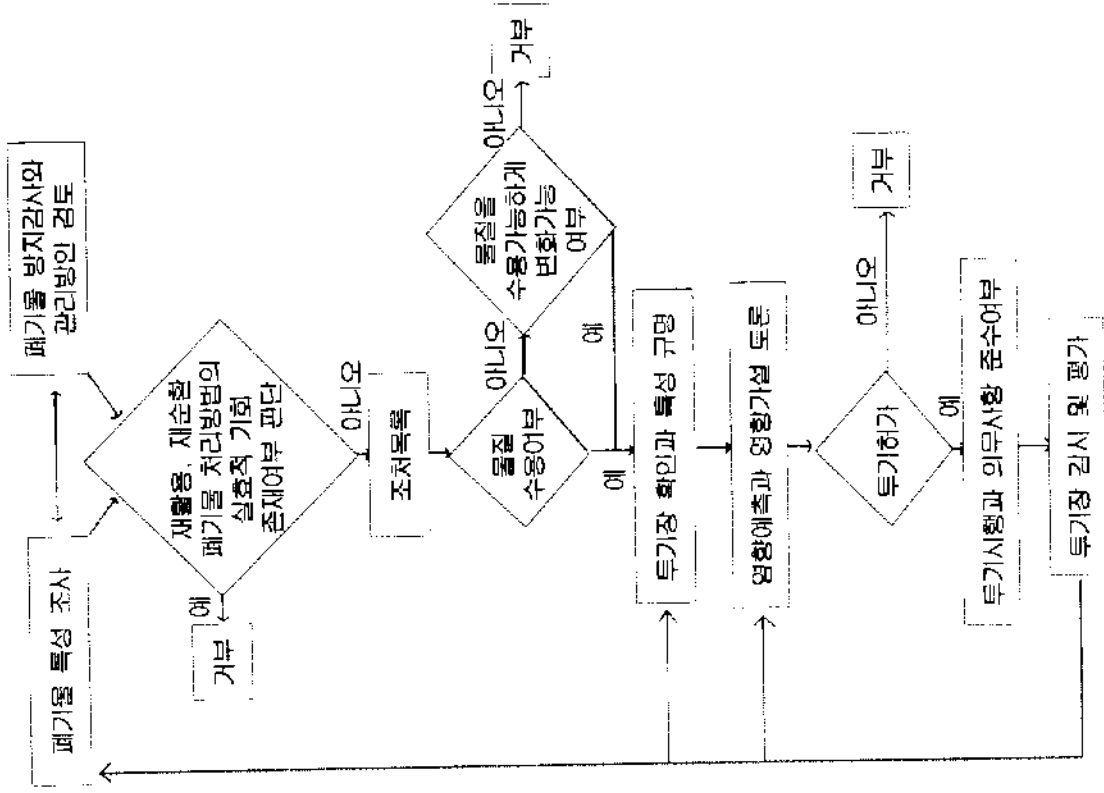 폐기물 특성 조사
폐기물 방지감사와
관리방안 검토
재활용, 재순환
폐기물 처리방법의
실효적 기회
존재여부 판단
예
거부
아니오
조처목록
물질
수용여부
아니오
물질을
수용가능하게
변화가능
여부
아니오
거부
예
예
투기장 확인과 특성 규명
영향예측과 영향가설 토론
투기허가
아니오
거부
예
투기시행과 의무사항 준수여부
투기장 감시 및 평가